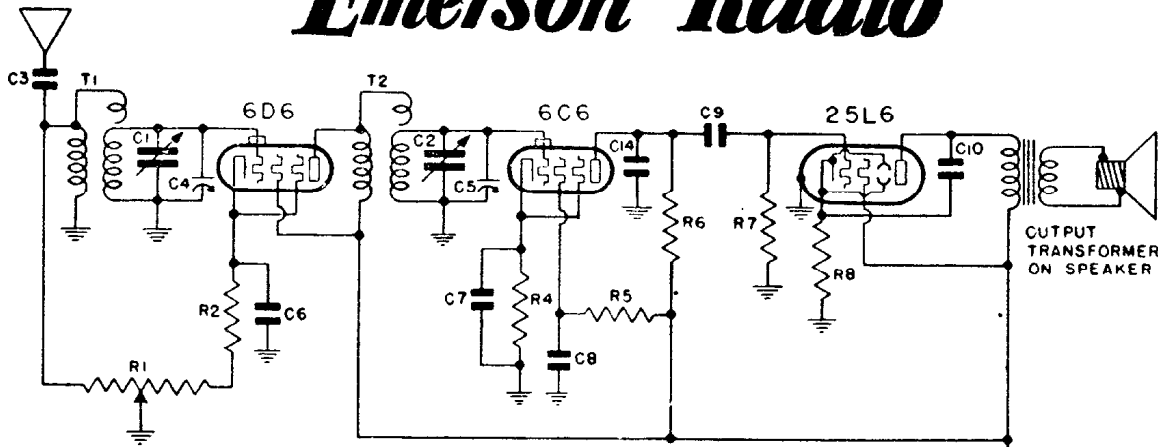 Emerson Radio
C3
T1
C1
C4
6D6
T2
C2
C5
6C6
C14
C9
25L6
C10
R6
R7
R8
OUTPUT
TRANSFORMER
ON SPEAKER
R2
C6
C7
R4
R5
C8
R1